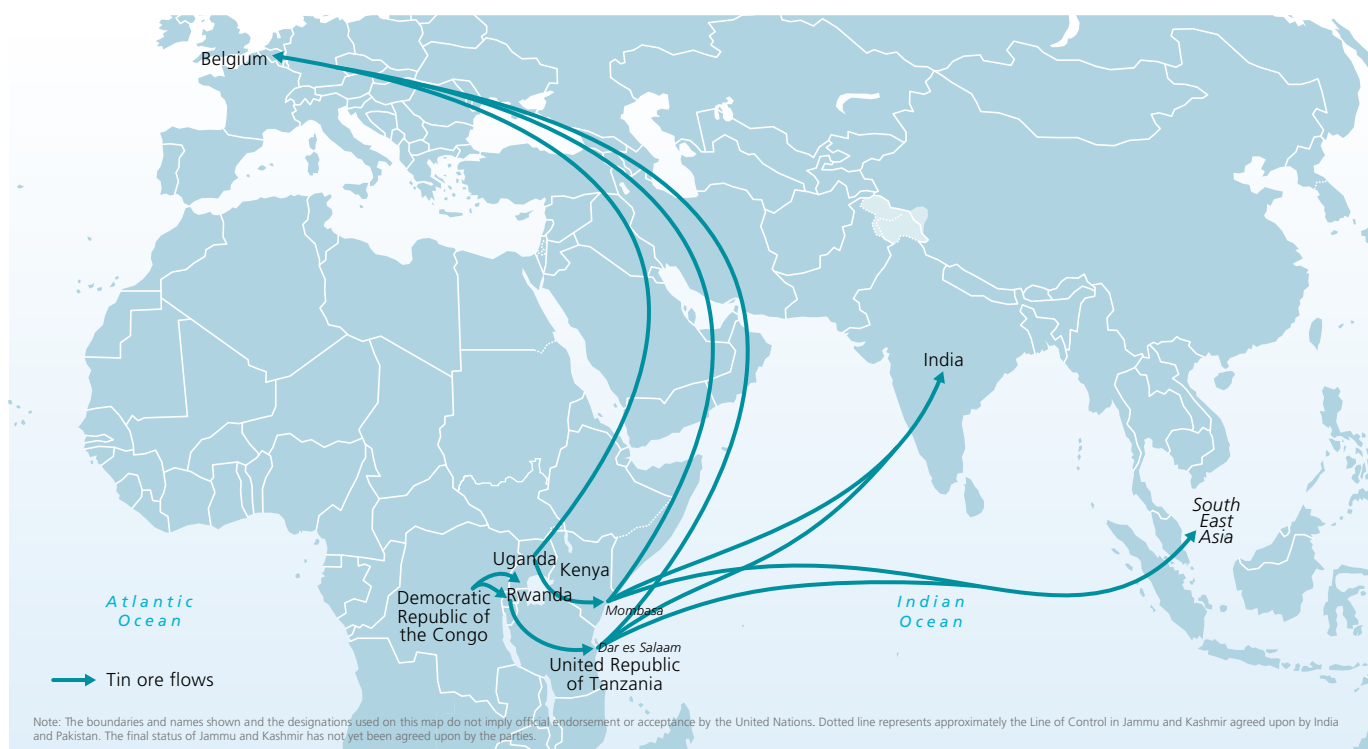 Belgium
India
South
East
Asia
Uganda
Kenya
Rwanda
Democratic
Republic of
the Congo
Mombasa
Atlantic
Ocean
Indian
Ocean
Dar es Salaam
United Republic
of Tanzania
Tin ore flows
Note: The boundaries and names shown and the designations used on this map do not imply official endorsement or acceptance by the United Nations. Dotted line represents approximately the Line of Control in Jammu and Kashmir agreed upon by India
and Pakistan. The final status of Jammu and Kashmir has not yet been agreed upon by the parties.